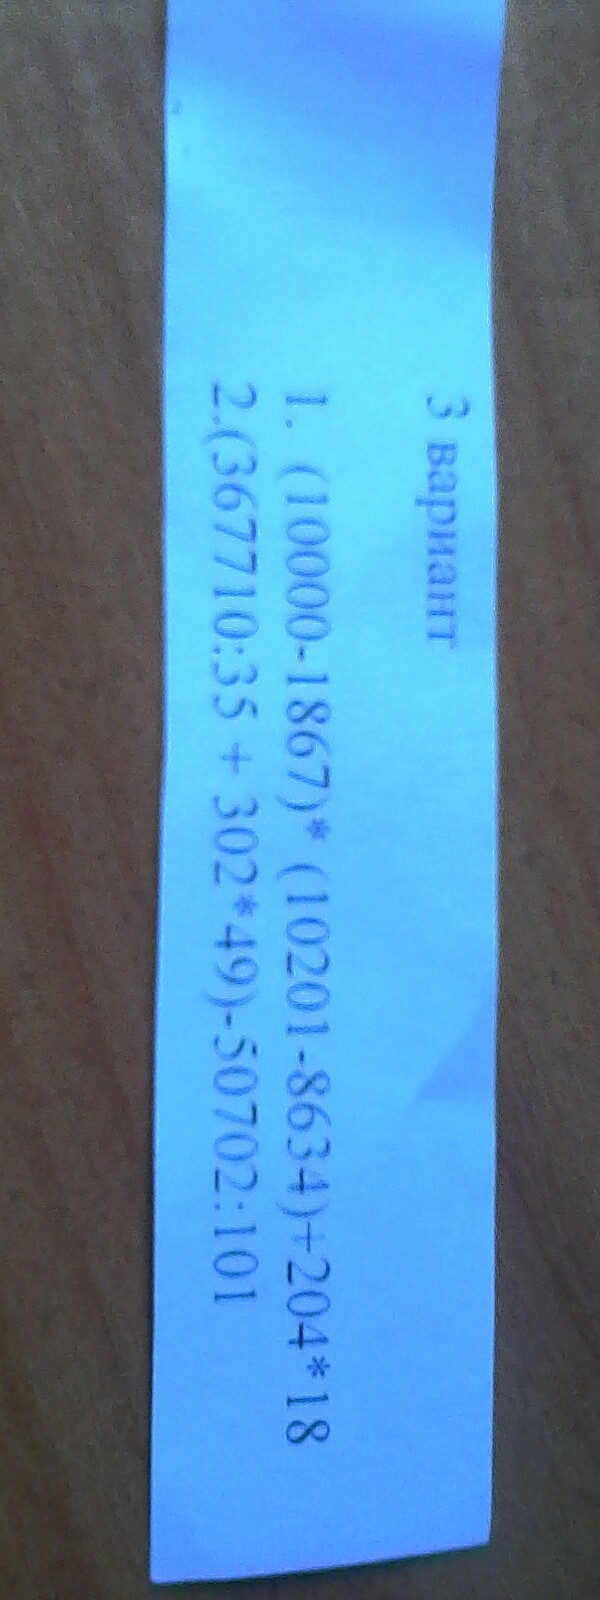 3 вариант
1. (10000-1867)* (10201-8634)+204*18
2.(367710:35 + 302*49)-50702:101